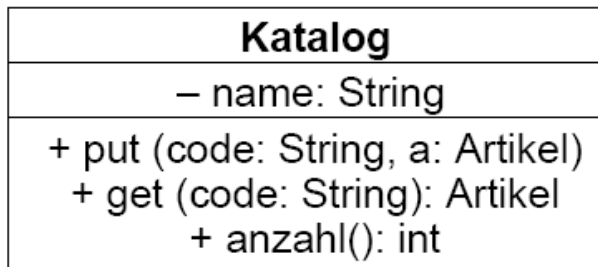 Katalog
– name: String
+ put (code: String, a: Artikel)
+ get (code: String): Artikel
+ anzahl(): int